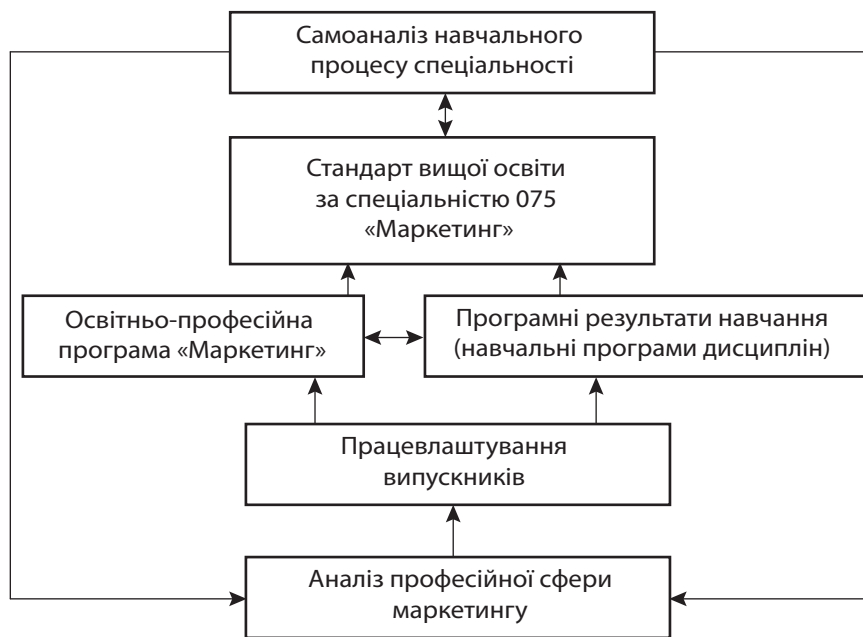 Самоаналіз навчального
процесу спеціальності
Стандарт вищої освіти
за спеціальністю 075
«Маркетинг»
Освітньо-професійна
програма «Маркетинг»
Програмні результати навчання
(навчальні програми дисциплін)
Працевлаштування
випускників
Аналіз професійної сфери
маркетингу